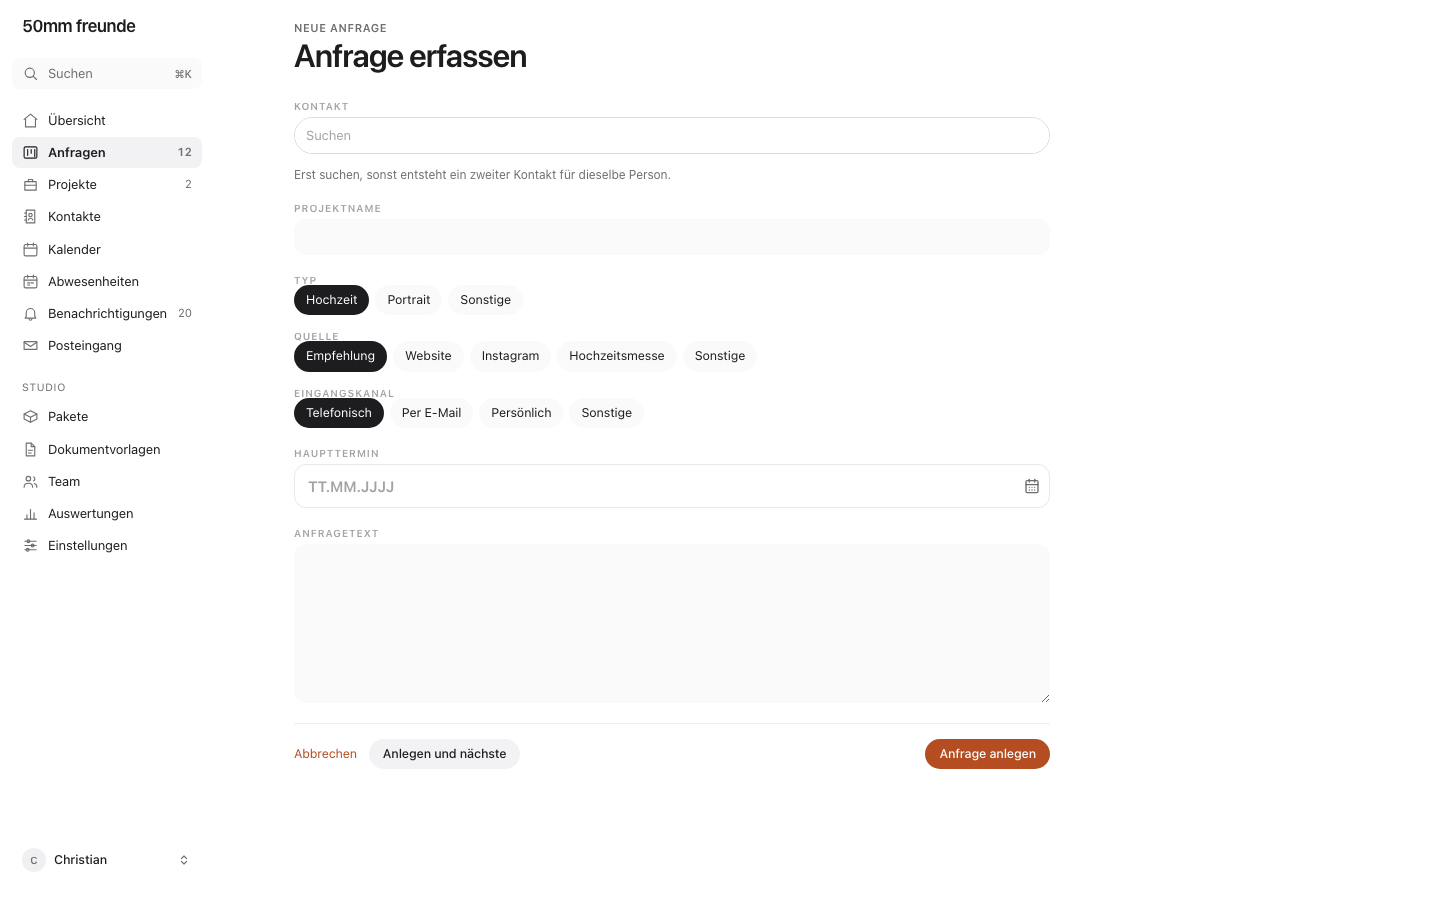 50mm freunde
Suchen ⌘K
Übersicht
Anfragen 12
Projekte 2
Kontakte
Kalender
Abwesenheiten
Benachrichtigungen 20
Posteingang
STUDIO
Pakete
Dokumentvorlagen
Team
Auswertungen
Einstellungen
C Christian
NEUE ANFRAGE
Anfrage erfassen
KONTAKT
Suchen
Erst suchen, sonst entsteht ein zweiter Kontakt für dieselbe Person.
PROJEKTNAME
TYP
Hochzeit Portrait Sonstige
QUELLE
Empfehlung Website Instagram Hochzeitsmesse Sonstige
EINGANGSKANAL
Telefonisch Per E-Mail Persönlich Sonstige
HAUPTTERMIN
TT.MM.JJJJ
ANFRAGETEXT
Abbrechen Anlegen und nächste Anfrage anlegen